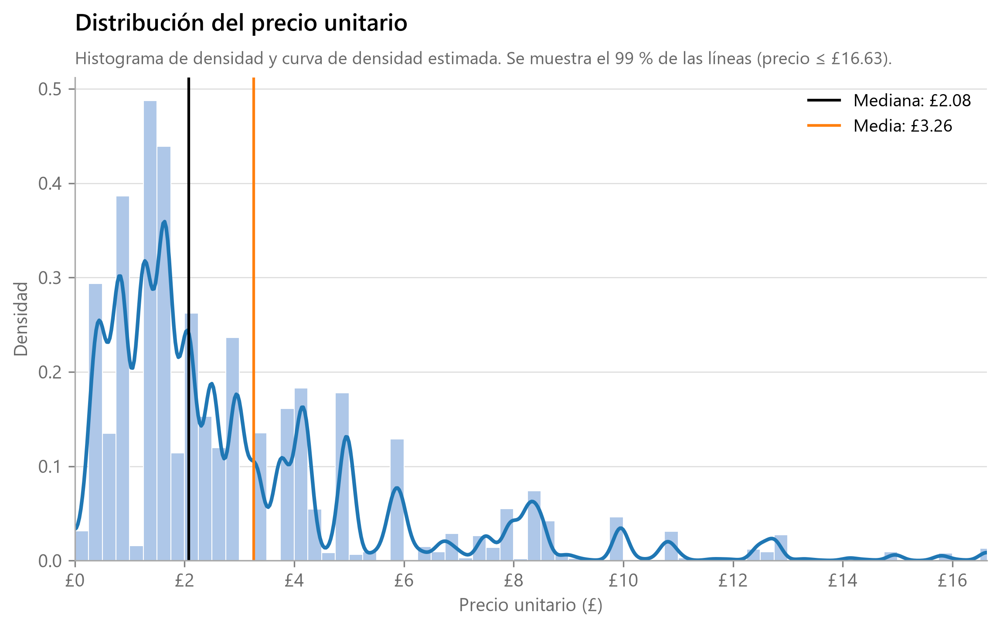 Distribución del precio unitario
Histograma de densidad y curva de densidad estimada. Se muestra el 99 % de las líneas (precio ≤ £16.63).
Mediana: £2.08
Media: £3.26
Densidad
0.5
0.4
0.3
0.2
0.1
0.0
£0 £2 £4 £6 £8 £10 £12 £14 £16
Precio unitario (£)